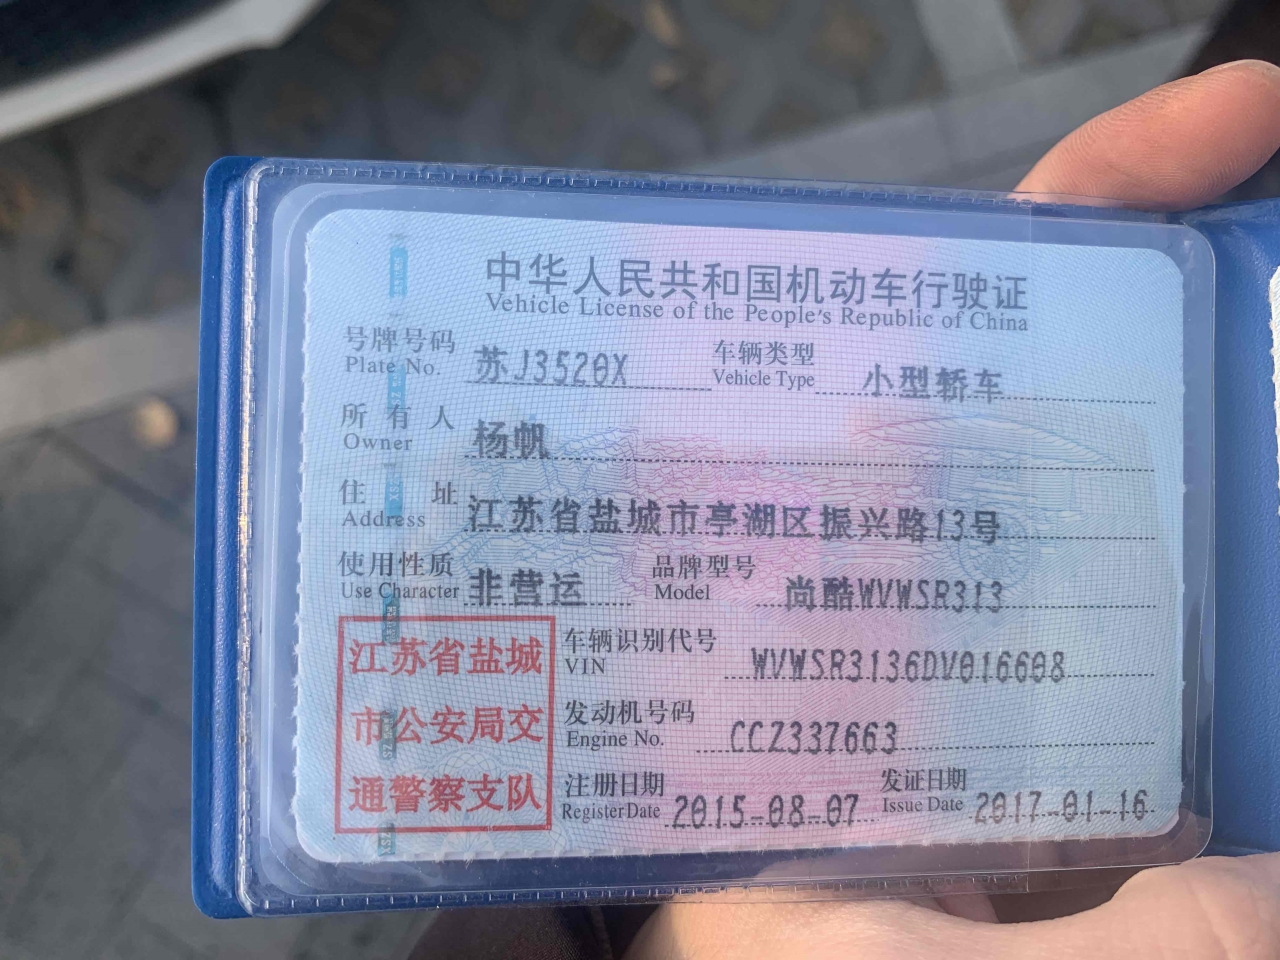 中华人民共和国机动车行驶证
Vehicle License of the People's Republic of China
号牌号码 苏J3520X 车辆类型 小型轿车
Plate No. Vehicle Type
所有人 杨帆
Owner
住址 江苏省盐城市亭湖区振兴路13号
Address
使用性质 非营运 品牌型号 尚酷WVWSR313
Use Character Model
江苏省盐城
市公安局交
通警察支队
车辆识别代号 WVWSR3136DV016608
VIN
发动机号码 CCZ337663
Engine No.
注册日期 2015-08-07 发证日期 2017-01-16
Register Date Issue Date